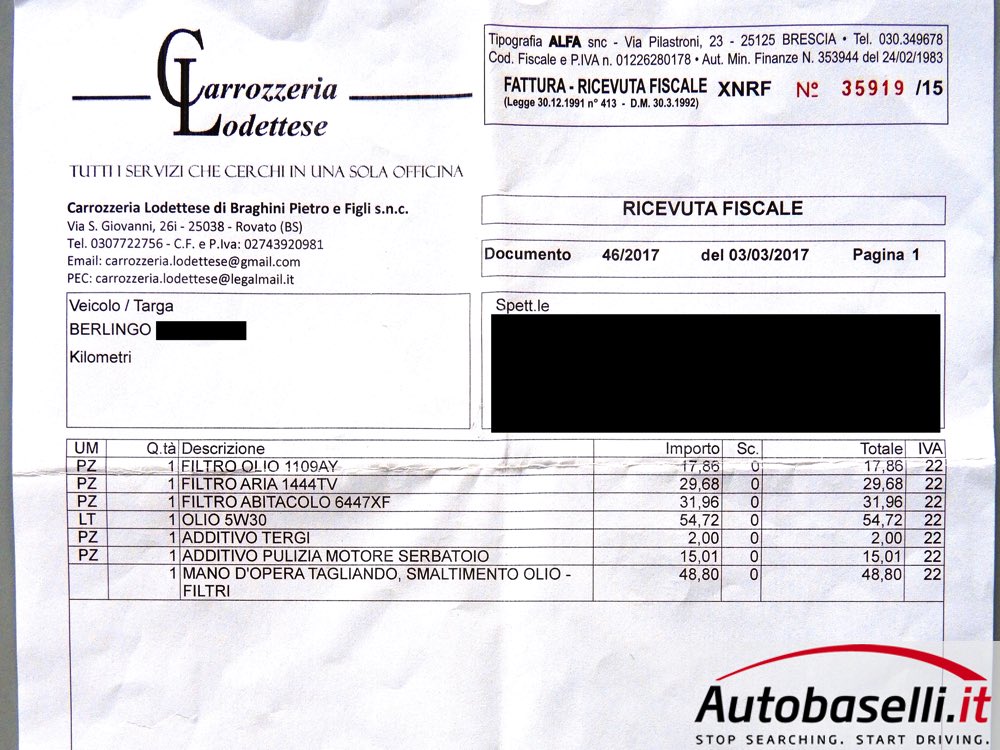 Carrozzeria
Lodettese
TUTTI I SERVIZI CHE CERCHI IN UNA SOLA OFFICINA
Carrozzeria Lodettese di Braghini Pietro e Figli s.n.c.
Via S. Giovanni, 26i - 25038 - Rovato (BS)
Tel. 0307722756 - C.F. e P.Iva: 02743920981
Email: carrozzeria.lodettese@gmail.com
PEC: carrozzeria.lodettese@legalmail.it
Tipografia ALFA snc - Via Pilastroni, 23 - 25125 BRESCIA • Tel. 030.349678
Cod. Fiscale e P.IVA n. 01226280178 • Aut. Min. Finanze N. 353944 del 24/02/1983
FATTURA - RICEVUTA FISCALE XNRF Nº 35919 /15
(Legge 30.12.1991 n° 413 - D.M. 30.3.1992)
RICEVUTA FISCALE
Documento 46/2017 del 03/03/2017 Pagina 1
Veicolo / Targa
BERLINGO
Kilometri
Spett.le
UM Q.tà Descrizione Importo Sc. Totale IVA
PZ 1 FILTRO OLIO 1109AY 17,86 0 17,86 22
PZ 1 FILTRO ARIA 1444TV 29,68 0 29,68 22
PZ 1 FILTRO ABITACOLO 6447XF 31,96 0 31,96 22
LT 1 OLIO 5W30 54,72 0 54,72 22
PZ 1 ADDITIVO TERGI 2,00 0 2,00 22
PZ 1 ADDITIVO PULIZIA MOTORE SERBATOIO 15,01 0 15,01 22
1 MANO D'OPERA TAGLIANDO, SMALTIMENTO OLIO - 48,80 0 48,80 22
FILTRI
Autobaselli.it
STOP SEARCHING. START DRIVING.